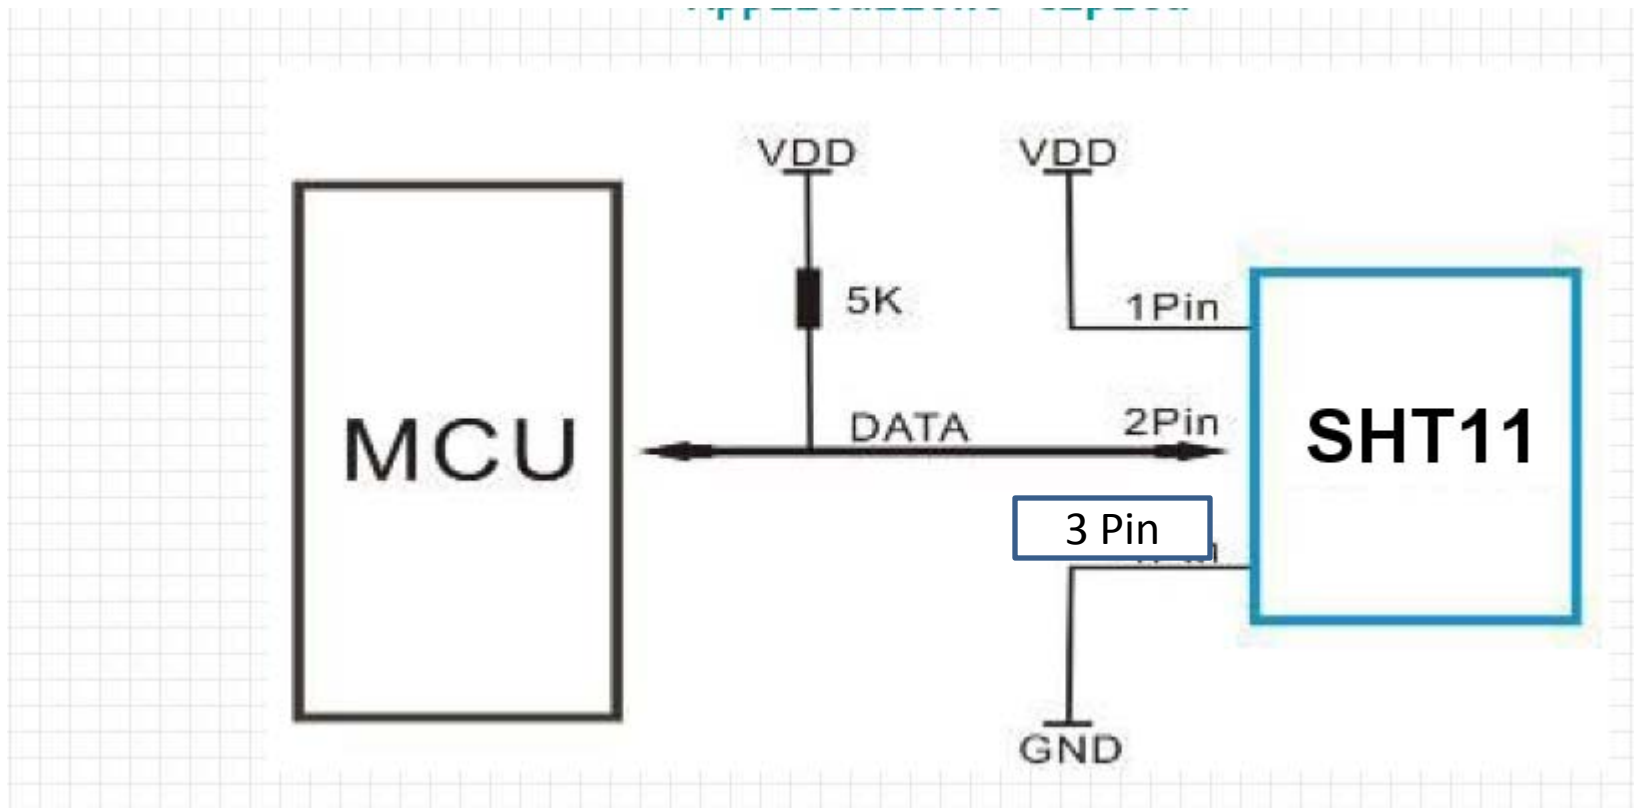 VDD
VDD
5K
1Pin
MCU
DATA
2Pin
SHT11
3 Pin
GND